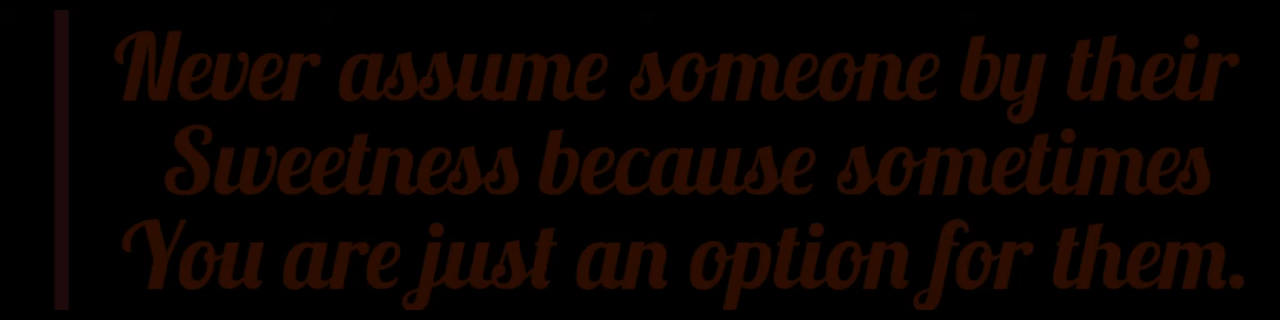 Never assume someone by their
Sweetness because sometimes
You are just an option for them.